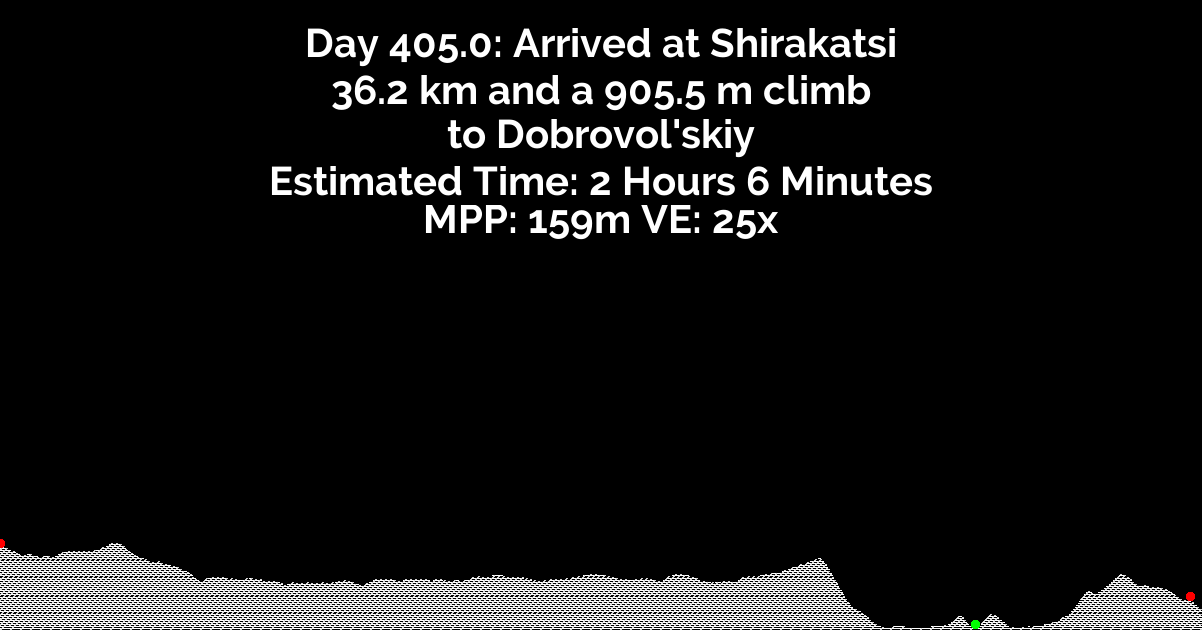 Day 405.0: Arrived at Shirakatsi
36.2 km and a 905.5 m climb
to Dobrovol'skiy
Estimated Time: 2 Hours 6 Minutes
MPP: 159m VE: 25x